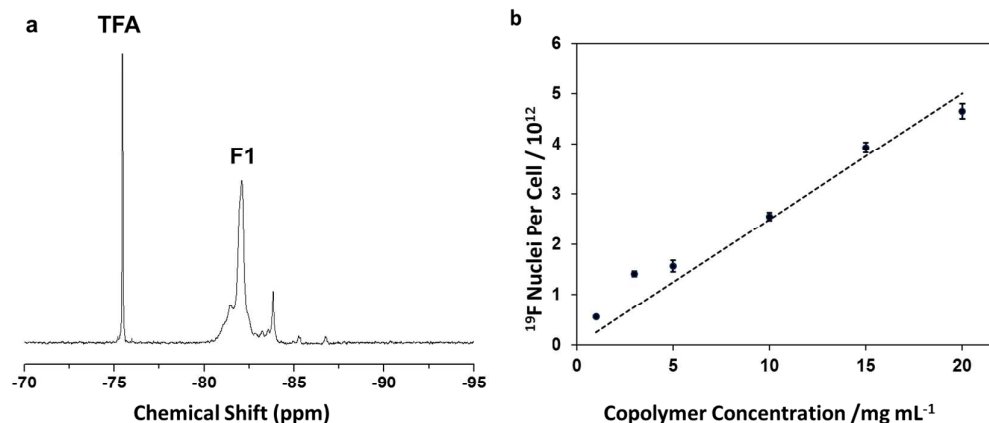 a
TFA
F1
-70 -75 -80 -85 -90 -95
Chemical Shift (ppm)
b
6
5
4
3
2
1
0
0 5 10 15 20
¹⁹F Nuclei Per Cell / 10¹²
Copolymer Concentration /mg mL⁻¹